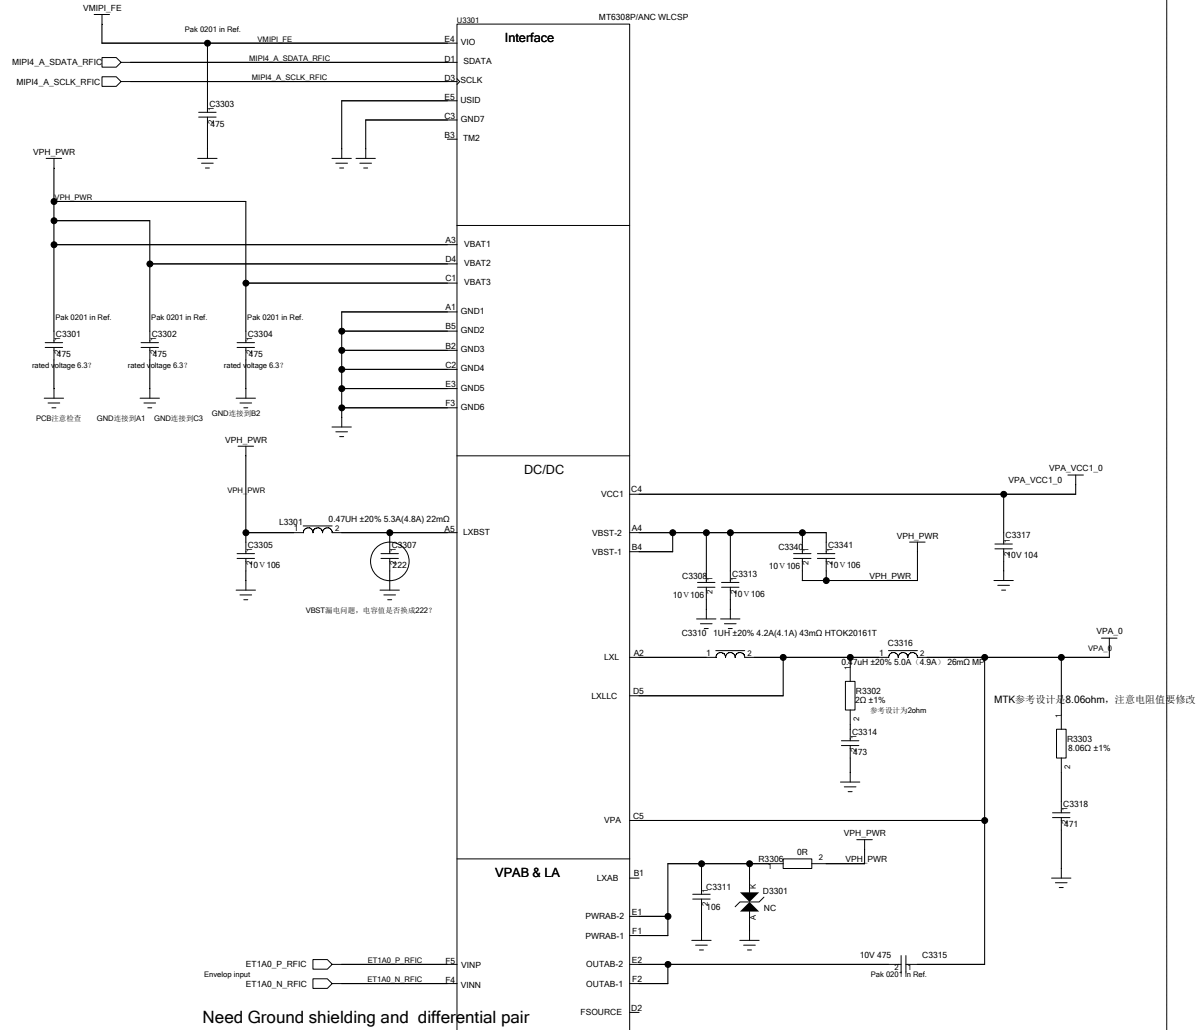 VMIPI_FE
U3301
MT6308P/ANC WLCSP
Pak 0201 in Ref.
Interface
VMIPI_FE
E4
VIO
MIPI4_A_SDATA_RFIC
MIPI4_A_SDATA_RFIC
D1
SDATA
MIPI4_A_SCLK_RFIC
MIPI4_A_SCLK_RFIC
D3
SCLK
E5
USID
C3303
475
C3
GND7
B3
TM2
VPH_PWR
VPH_PWR
A3
VBAT1
D4
VBAT2
C1
VBAT3
A1
GND1
Pak 0201 in Ref.
Pak 0201 in Ref.
Pak 0201 in Ref.
B5
GND2
C3301
C3302
C3304
B2
GND3
475
475
475
rated voltage 6.3?
rated voltage 6.3?
rated voltage 6.3?
C2
GND4
E3
GND5
F3
GND6
PCB注意检查
GND连接到A1
GND连接到C3
GND连接到B2
VPH_PWR
DC/DC
VPH_PWR
VPA_VCC1_0
VPA_VCC1_0
VCC1
C4
L3301
0.47UH ±20% 5.3A(4.8A) 22mΩ
1
2
A5
LXBST
VBST-2
A4
VBST-1
B4
C3305
10V 106
C3307
222
C3340
10V 106
C3341
10V 106
VPH_PWR
VPH_PWR
C3317
10V 104
C3308
10V 106
C3313
10V 106
VBST漏电问题，电容值是否换成222?
C3310
1UH ±20% 4.2A(4.1A) 43mΩ HTOK20161T
C3316
VPA_0
VPA_0
LXL
A2
1
2
1
2
0.47uH ±20% 5.0A（4.9A） 26mΩ MP
LXLLC
D5
1
R3302
2Ω ±1%
参考设计为2ohm
2
MTK参考设计是8.06ohm，注意电阻值要修改
1
R3303
8.06Ω ±1%
2
C3314
473
C3318
471
VPA
C5
VPH_PWR
VPAB & LA
R3306
0R
1
2
VPH_PWR
LXAB
B1
C3311
106
K
D3301
NC
A
PWRAB-2
E1
PWRAB-1
F1
ET1A0_P_RFIC
ET1A0_P_RFIC
F5
VINP
OUTAB-2
E2
10V 475
C3315
2
1
Envelop input
Pak 0201 in Ref.
ET1A0_N_RFIC
ET1A0_N_RFIC
F4
VINN
OUTAB-1
F2
FSOURCE
D2
Need Ground shielding and differential pair